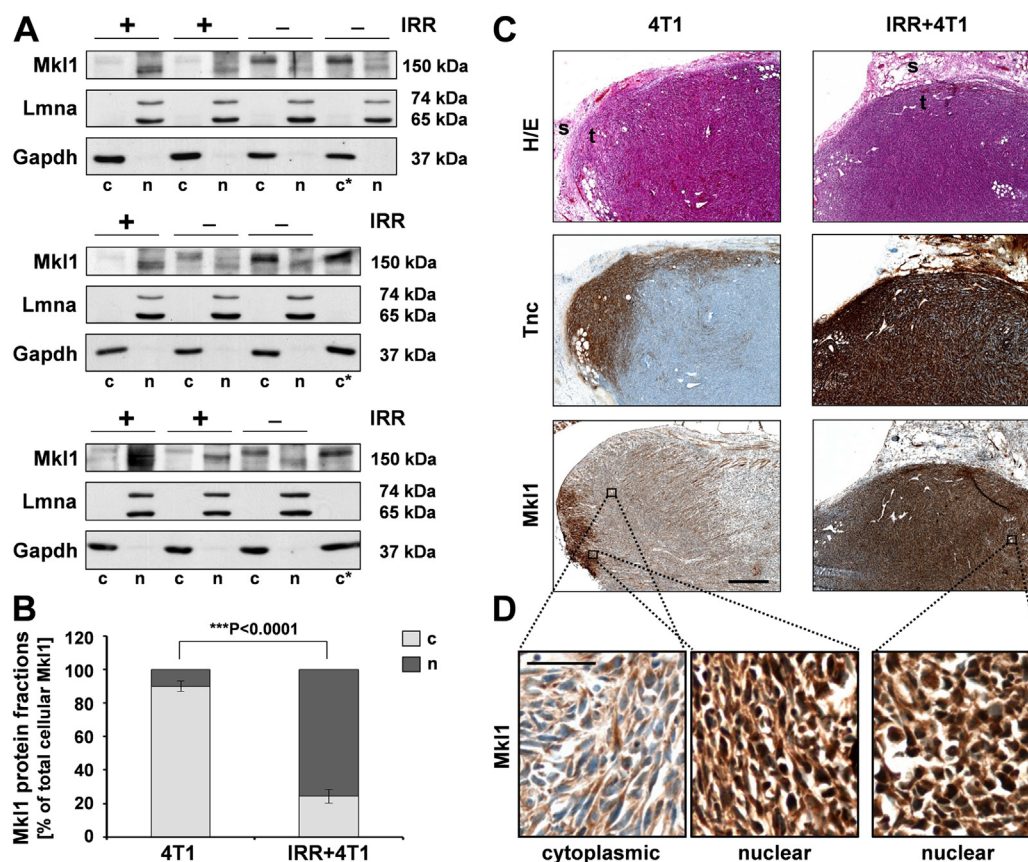 A
+ + – – IRR
Mkl1 150 kDa
Lmna 74 kDa
65 kDa
Gapdh 37 kDa
c n c n c n c* n
+ – – IRR
Mkl1 150 kDa
Lmna 74 kDa
65 kDa
Gapdh 37 kDa
c n c n c n c*
+ + – IRR
Mkl1 150 kDa
Lmna 74 kDa
65 kDa
Gapdh 37 kDa
c n c n c n c*
B
***P<0.0001
c
n
Mkl1 protein fractions
[% of total cellular Mkl1]
120
100
80
60
40
20
0
4T1 IRR+4T1
C
4T1 IRR+4T1
H/E
s t
s
t
Tnc
Mkl1
D
Mkl1
cytoplasmic nuclear nuclear